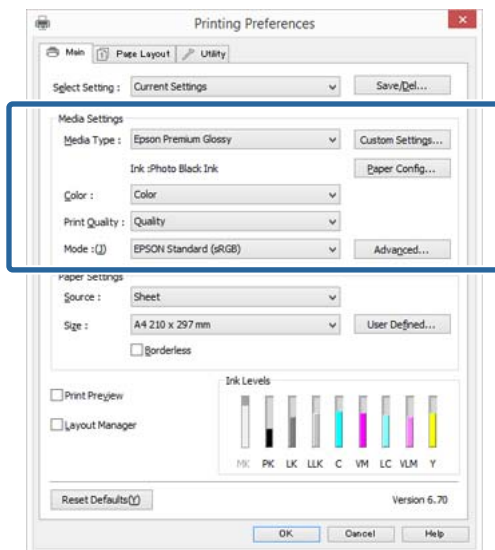 Printing Preferences
Main Page Layout Utility
Select Setting : Current Settings Save/Del...
Media Settings
Media Type : Epson Premium Glossy Custom Settings...
Ink :Photo Black Ink Paper Config...
Color : Color
Print Quality : Quality
Mode :(J) EPSON Standard (sRGB) Advanced...
Paper Settings
Source : Sheet
Size : A4 210 x 297 mm User Defined...
Borderless
Print Preview
Layout Manager
Ink Levels
MK PK LK LLK C VM LC VLM Y
Reset Defaults(Y) Version 6.70
OK Cancel Help